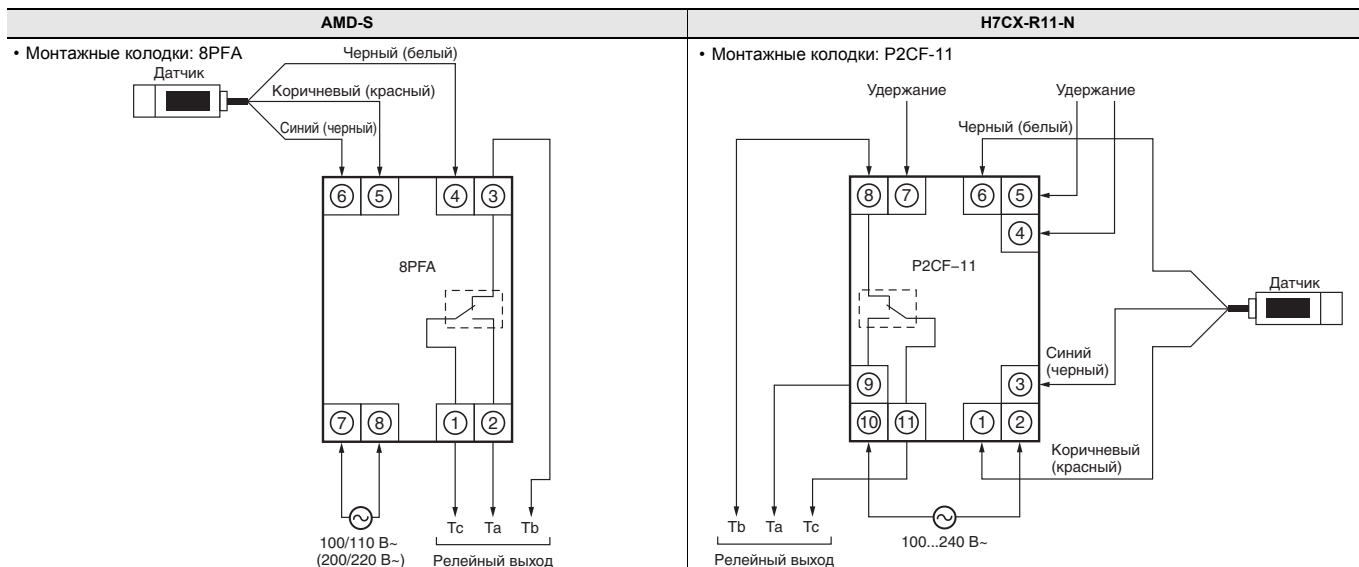 AMD-S
• Монтажные колодки: 8PFA
Черный (белый)
Датчик
Коричневый (красный)
Синий (черный)
6
5
4
3
8PFA
7
8
1
2
Tc
Ta
Tb
100/110 В~
(200/220 В~)
Релейный выход
H7CX-R11-N
• Монтажные колодки: P2CF-11
Удержание
Удержание
Черный (белый)
8
7
6
5
4
P2CF–11
Датчик
Синий
(черный)
9
3
10
11
1
2
Коричневый
(красный)
Tb
Ta
Tc
100...240 В~
Релейный выход